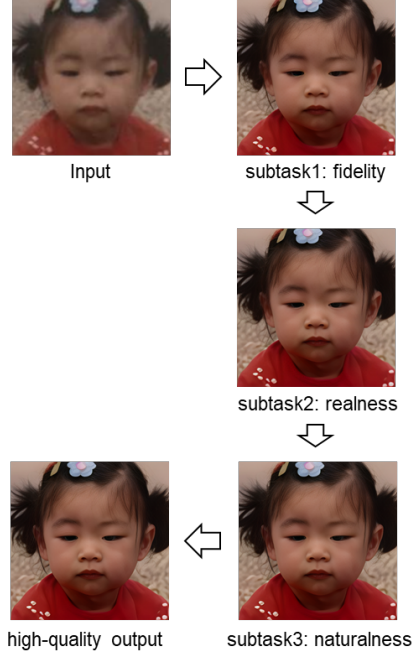 Input
subtask1: fidelity
subtask2: realness
subtask3: naturalness
high-quality output